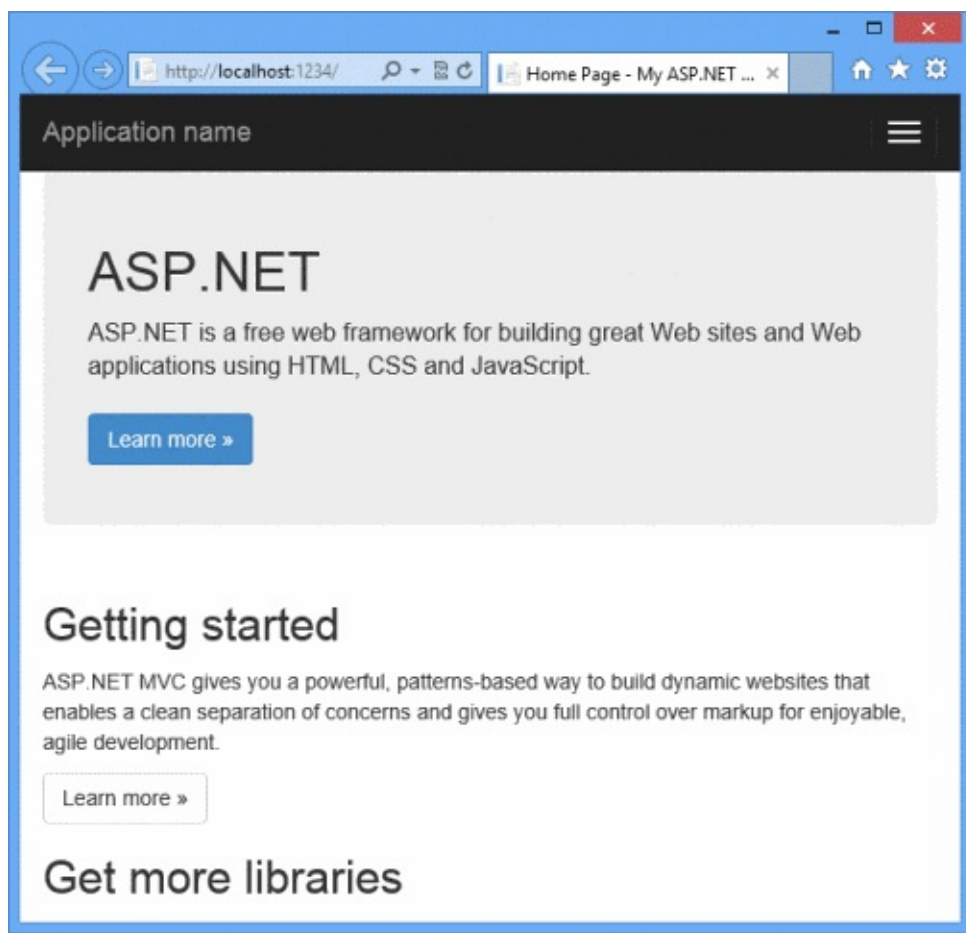 http://localhost:1234/
Home Page - My ASP.NET ...
Application name
ASP.NET
ASP.NET is a free web framework for building great Web sites and Web
applications using HTML, CSS and JavaScript.
Learn more »
Getting started
ASP.NET MVC gives you a powerful, patterns-based way to build dynamic websites that
enables a clean separation of concerns and gives you full control over markup for enjoyable,
agile development.
Learn more »
Get more libraries